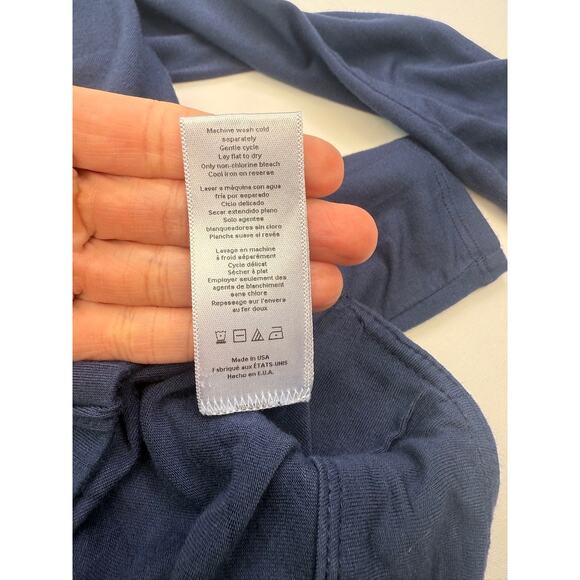 Machine wash cold
separately
Gentle cycle
Lay flat to dry
Only non-chlorine bleach
Cool iron on reverse
Lavar a máquina con agua
fría por separado
Ciclo delicado
Secar extendido plano
Solo agentes
blanqueadores sin cloro
Planche suave al revés
Lavage en machine
à froid séparément
Cycle délicat
Sécher à plat
Employer seulement des
agents de blanchiment
sans chlore
Repassage sur l'envers
au fer doux
Made in USA
Fabriqué aux ÉTATS-UNIS
Hecho en E.U.A.